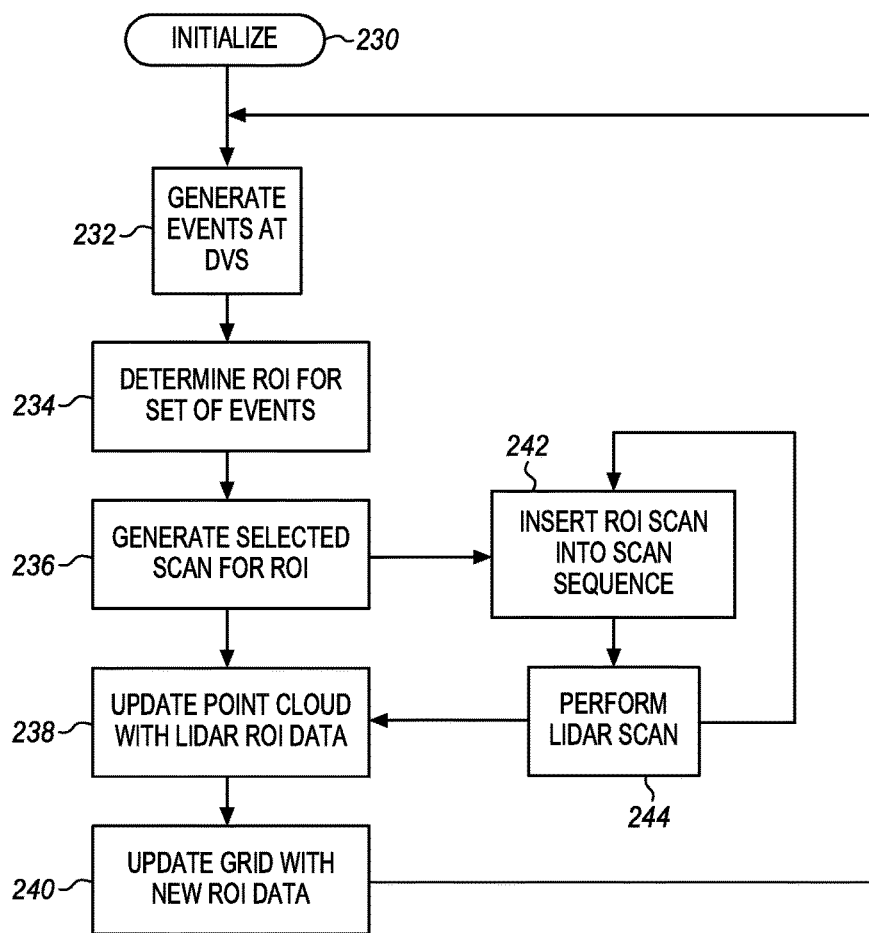 INITIALIZE
230
GENERATE
EVENTS AT
DVS
232
DETERMINE ROI FOR
SET OF EVENTS
234
GENERATE SELECTED
SCAN FOR ROI
236
242
INSERT ROI SCAN
INTO SCAN
SEQUENCE
UPDATE POINT CLOUD
WITH LIDAR ROI DATA
238
PERFORM
LIDAR SCAN
244
UPDATE GRID WITH
NEW ROI DATA
240